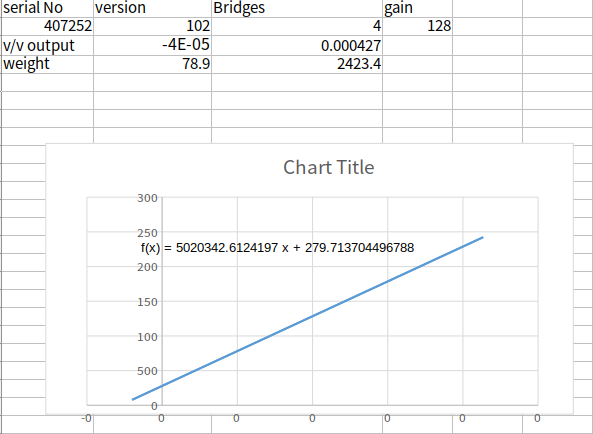 serial No version Bridges gain
407252 102 4 128
v/v output -4E-05 0.000427
weight 78.9 2423.4
Chart Title
300
250
f(x) = 5020342.6124197 x + 279.713704496788
200
150
100
500
0
-0 0 0 0 0 0 0